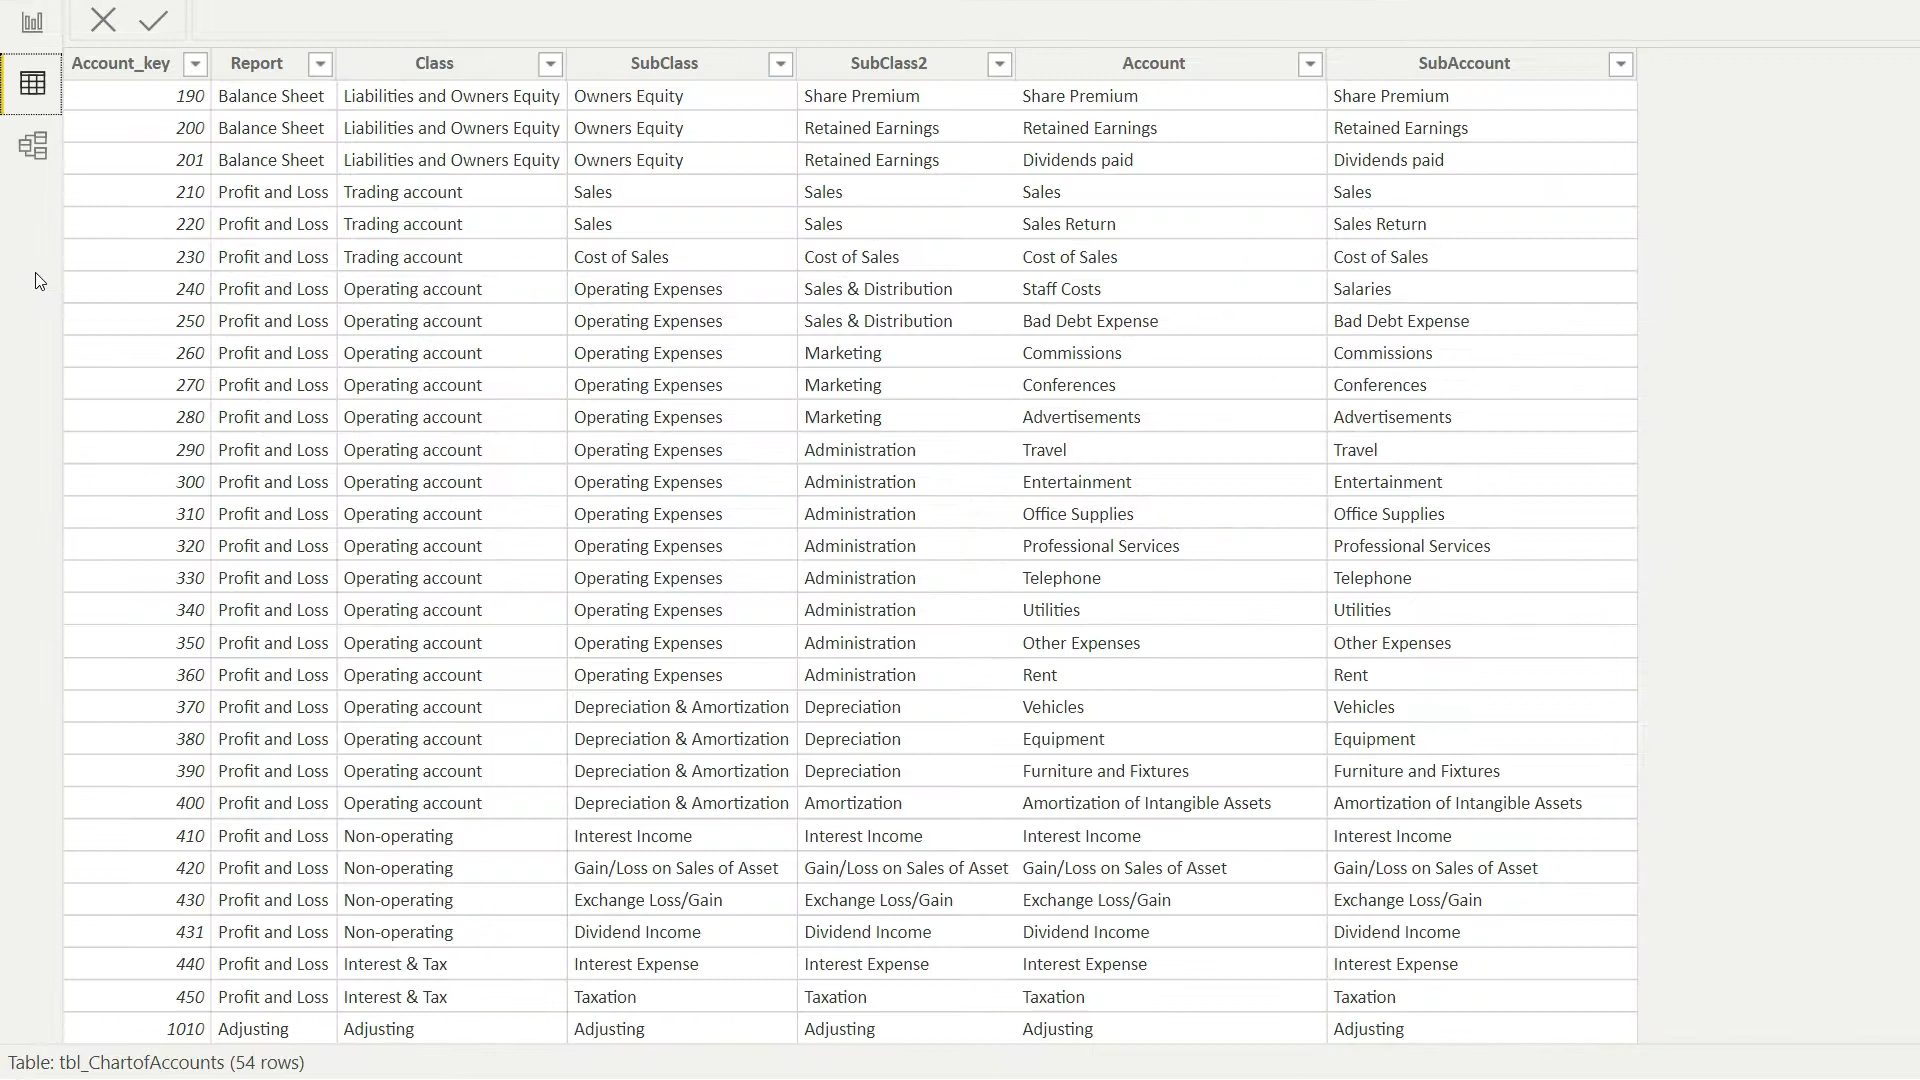 Account_key Report Class SubClass SubClass2 Account SubAccount
190 Balance Sheet Liabilities and Owners Equity Owners Equity Share Premium Share Premium Share Premium
200 Balance Sheet Liabilities and Owners Equity Owners Equity Retained Earnings Retained Earnings Retained Earnings
201 Balance Sheet Liabilities and Owners Equity Owners Equity Retained Earnings Dividends paid Dividends paid
210 Profit and Loss Trading account Sales Sales Sales Sales
220 Profit and Loss Trading account Sales Sales Sales Return Sales Return
230 Profit and Loss Trading account Cost of Sales Cost of Sales Cost of Sales Cost of Sales
240 Profit and Loss Operating account Operating Expenses Sales & Distribution Staff Costs Salaries
250 Profit and Loss Operating account Operating Expenses Sales & Distribution Bad Debt Expense Bad Debt Expense
260 Profit and Loss Operating account Operating Expenses Marketing Commissions Commissions
270 Profit and Loss Operating account Operating Expenses Marketing Conferences Conferences
280 Profit and Loss Operating account Operating Expenses Marketing Advertisements Advertisements
290 Profit and Loss Operating account Operating Expenses Administration Travel Travel
300 Profit and Loss Operating account Operating Expenses Administration Entertainment Entertainment
310 Profit and Loss Operating account Operating Expenses Administration Office Supplies Office Supplies
320 Profit and Loss Operating account Operating Expenses Administration Professional Services Professional Services
330 Profit and Loss Operating account Operating Expenses Administration Telephone Telephone
340 Profit and Loss Operating account Operating Expenses Administration Utilities Utilities
350 Profit and Loss Operating account Operating Expenses Administration Other Expenses Other Expenses
360 Profit and Loss Operating account Operating Expenses Administration Rent Rent
370 Profit and Loss Operating account Depreciation & Amortization Depreciation Vehicles Vehicles
380 Profit and Loss Operating account Depreciation & Amortization Depreciation Equipment Equipment
390 Profit and Loss Operating account Depreciation & Amortization Depreciation Furniture and Fixtures Furniture and Fixtures
400 Profit and Loss Operating account Depreciation & Amortization Amortization Amortization of Intangible Assets Amortization of Intangible Assets
410 Profit and Loss Non-operating Interest Income Interest Income Interest Income Interest Income
420 Profit and Loss Non-operating Gain/Loss on Sales of Asset Gain/Loss on Sales of Asset Gain/Loss on Sales of Asset Gain/Loss on Sales of Asset
430 Profit and Loss Non-operating Exchange Loss/Gain Exchange Loss/Gain Exchange Loss/Gain Exchange Loss/Gain
431 Profit and Loss Non-operating Dividend Income Dividend Income Dividend Income Dividend Income
440 Profit and Loss Interest & Tax Interest Expense Interest Expense Interest Expense Interest Expense
450 Profit and Loss Interest & Tax Taxation Taxation Taxation Taxation
1010 Adjusting Adjusting Adjusting Adjusting Adjusting Adjusting
Table: tbl_ChartofAccounts (54 rows)